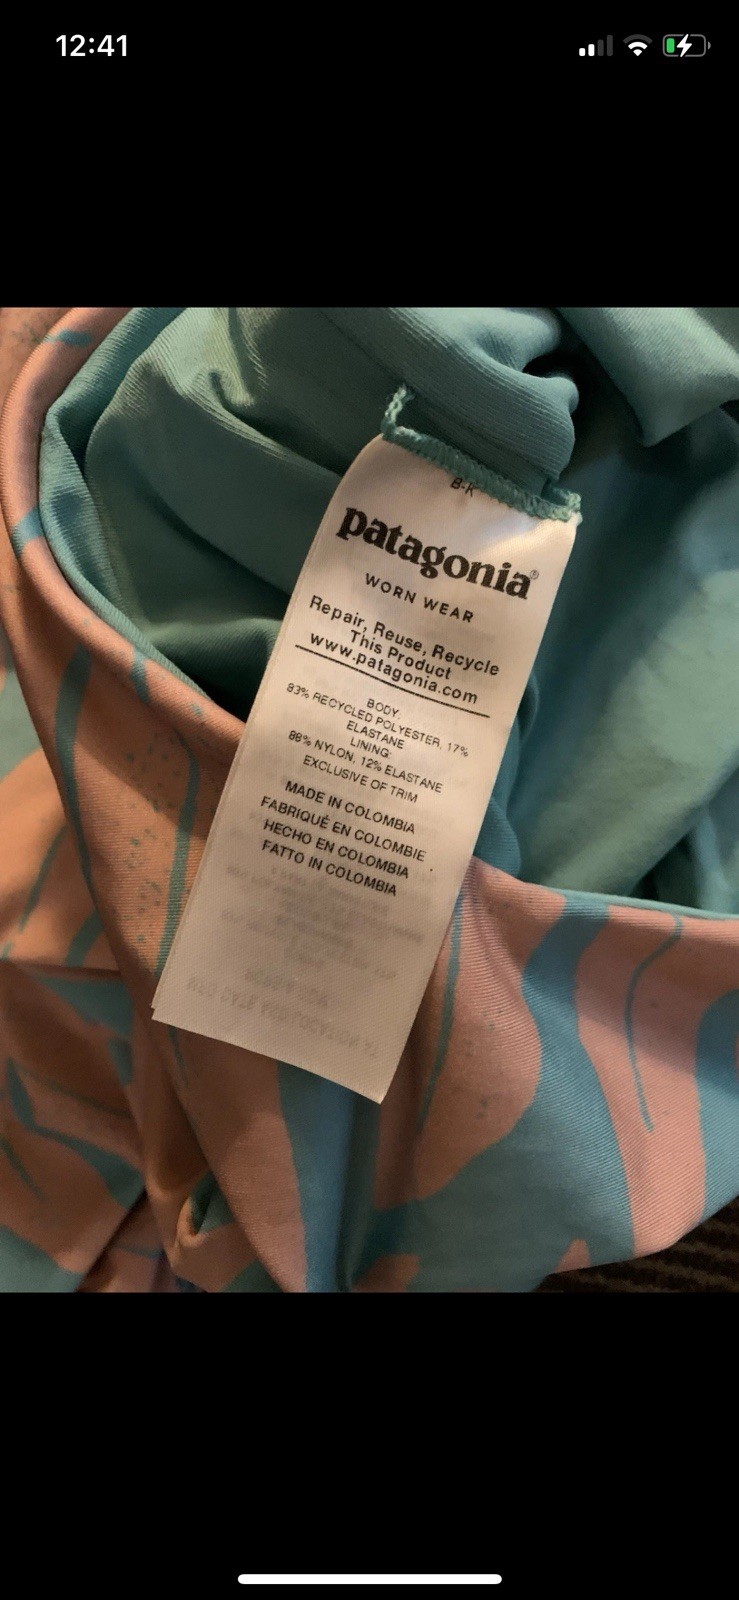 12:41
B-K
patagonia®
WORN WEAR
Repair, Reuse, Recycle
This Product
www.patagonia.com
BODY:
83% RECYCLED POLYESTER, 17%
ELASTANE
LINING:
88% NYLON, 12% ELASTANE
EXCLUSIVE OF TRIM
MADE IN COLOMBIA
FABRIQUÉ EN COLOMBIE
HECHO EN COLOMBIA
FATTO IN COLOMBIA